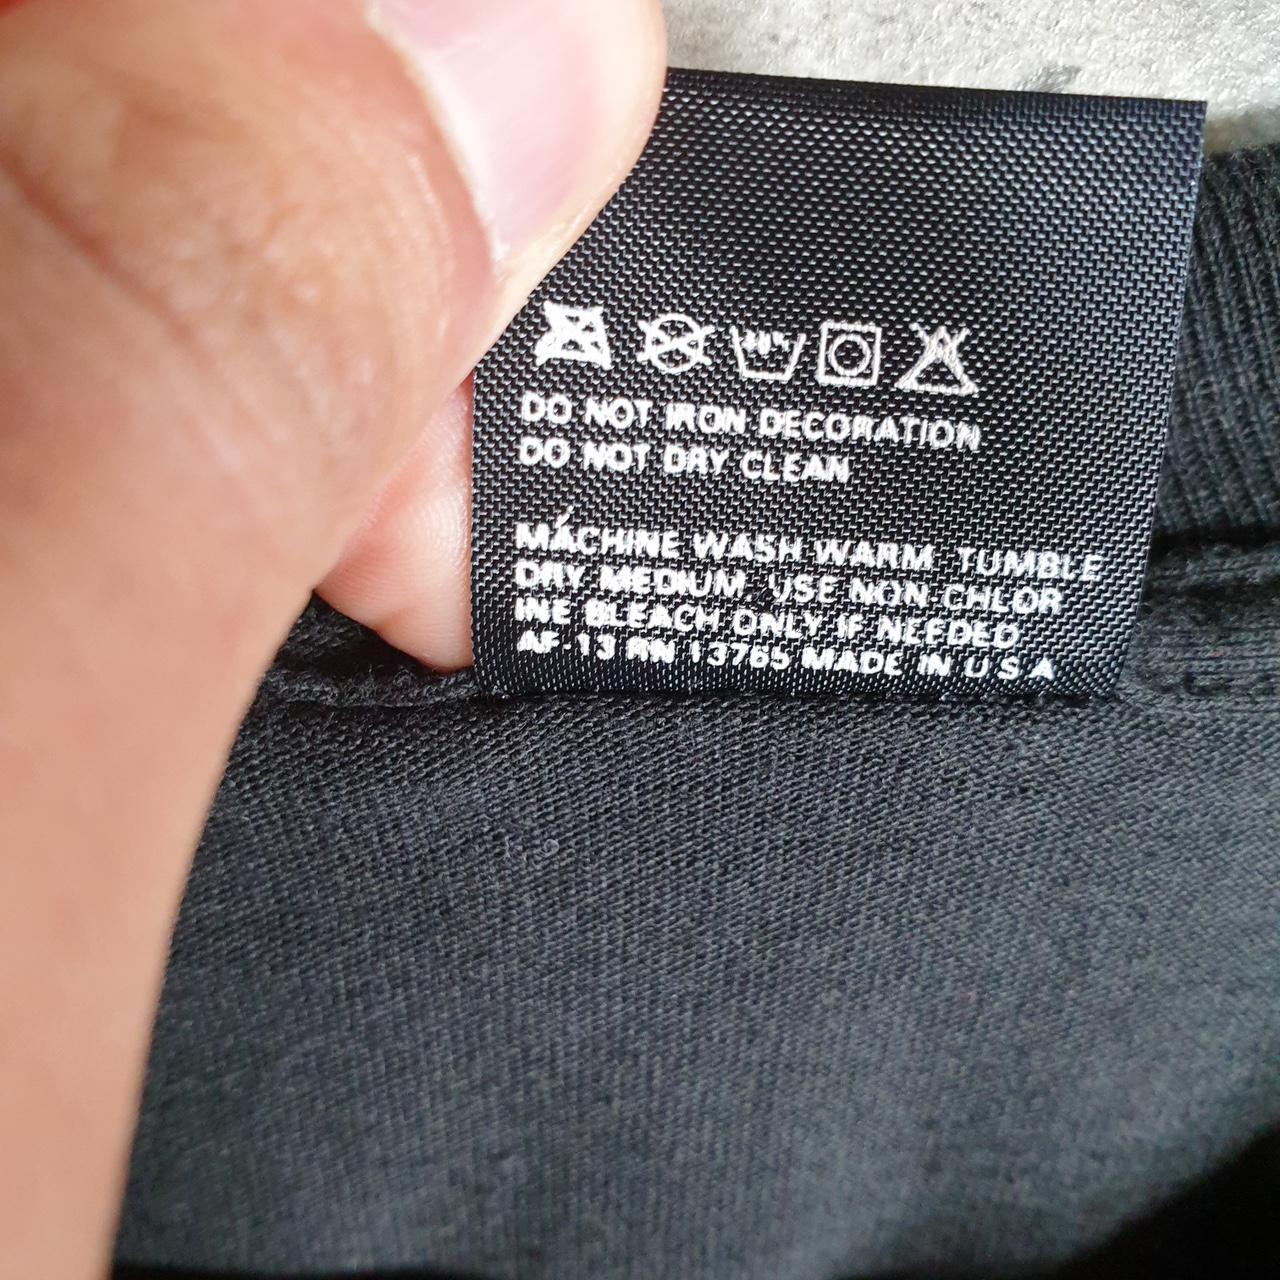 40°
DO NOT IRON DECORATION
DO NOT DRY CLEAN
MACHINE WASH WARM, TUMBLE
DRY MEDIUM, USE NON-CHLOR
INE BLEACH ONLY IF NEEDED
AF-13 RN 13765 MADE IN U S A